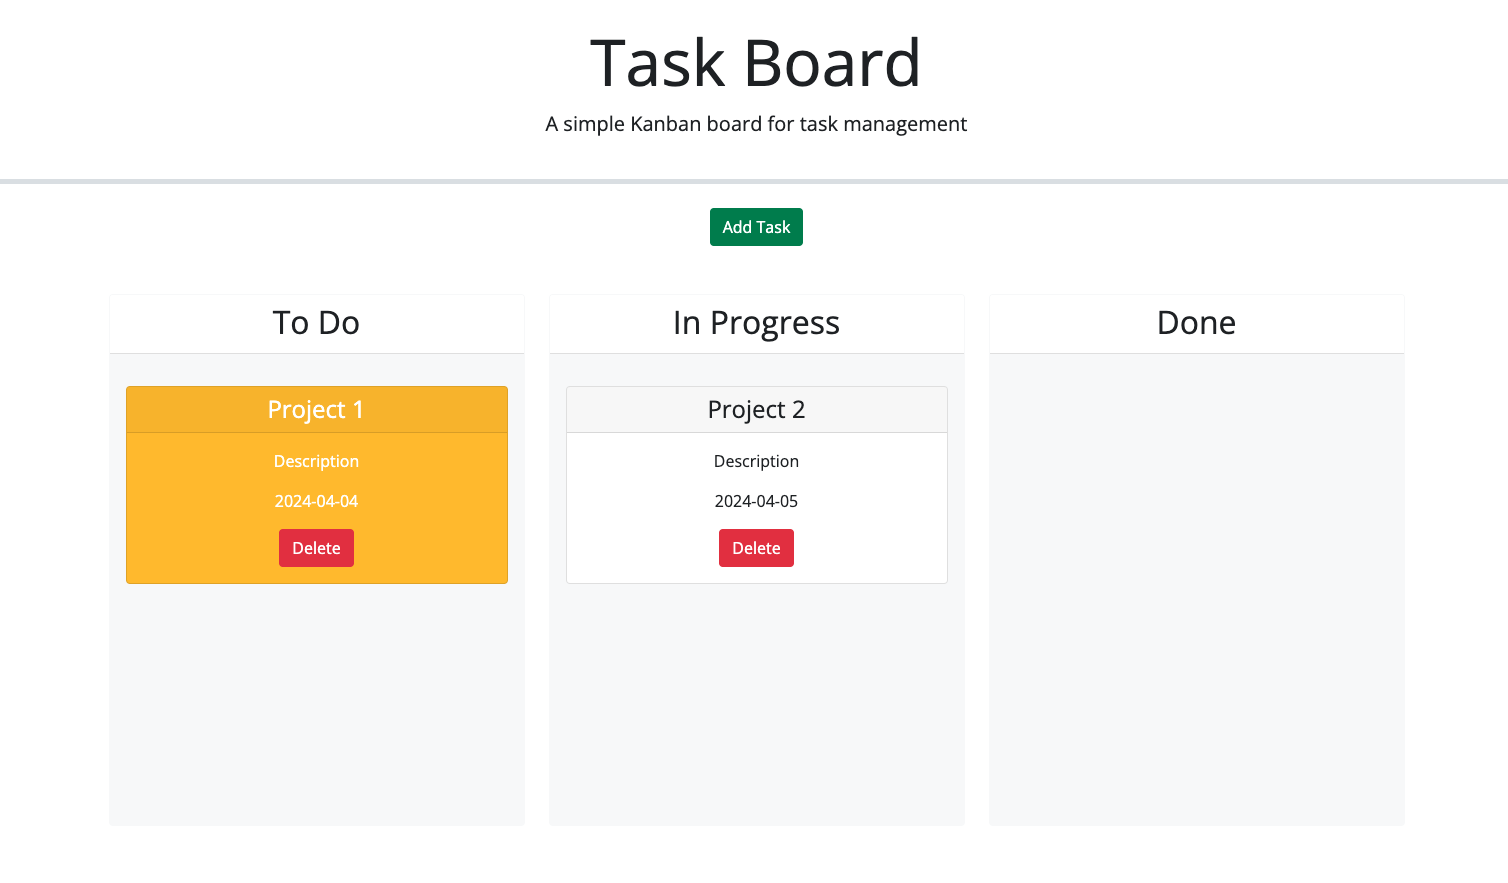 Task Board
A simple Kanban board for task management
Add Task
To Do
Project 1
Description
2024-04-04
Delete
In Progress
Project 2
Description
2024-04-05
Delete
Done